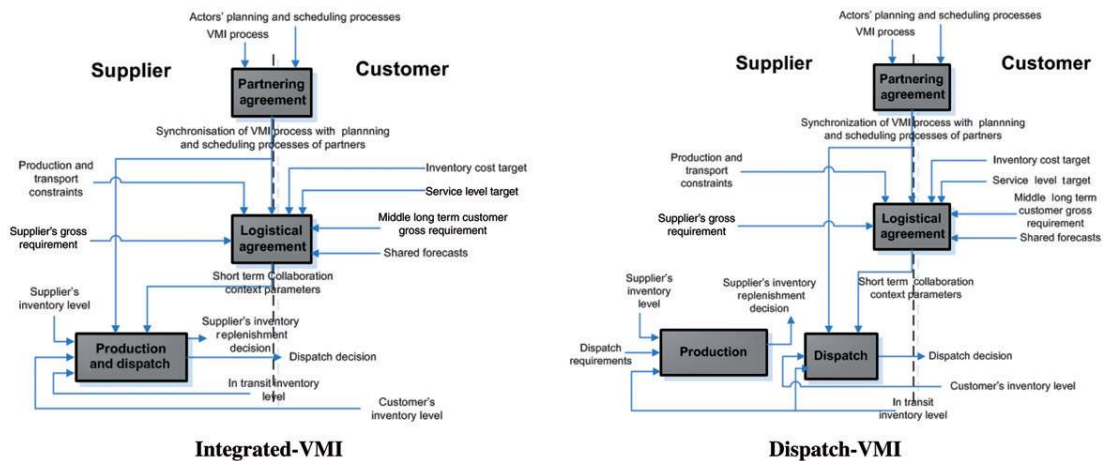 Actors' planning and scheduling processes
VMI process
Supplier
Customer
Partnering
agreement
Synchronisation of VMI process with plannning
and scheduling processes of partners
Production and
transport
constraints
Inventory cost target
Service level target
Supplier's gross
requirement
Logistical
agreement
Middle long term customer
gross requirement
Shared forecasts
Short term Collaboration
context parameters
Supplier's
inventory level
Supplier's inventory
replenishment
decision
Production
and dispatch
Dispatch decision
In transit inventory
level
Customer's
inventory level
Integrated-VMI
Actors' planning and scheduling processes
VMI process
Supplier
Customer
Partnering
agreement
Synchronization of VMI process with plannning
and scheduling processes of partners
Production and
transport
constraints
Inventory cost target
Service level target
Supplier's gross
requirement
Logistical
agreement
Middle long term
customer gross
requirement
Shared forecasts
Short term collaboration
context parameters
Supplier's
inventory level
Supplier's inventory
replenishment
decision
Dispatch
requirements
Production
Dispatch
Dispatch decision
Customer's inventory level
In transit
inventory level
Dispatch-VMI